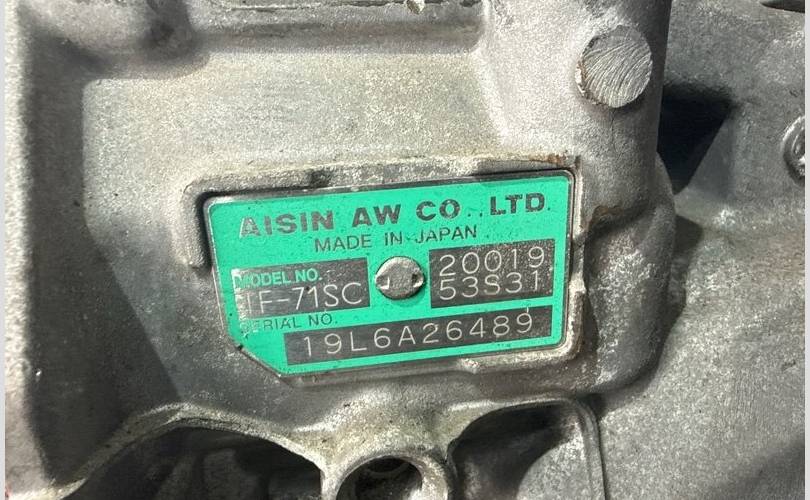 AISIN AW CO.,LTD.
MADE IN JAPAN
MODEL NO.
TF-71SC
20019
53S31
SERIAL NO.
19L6A26489